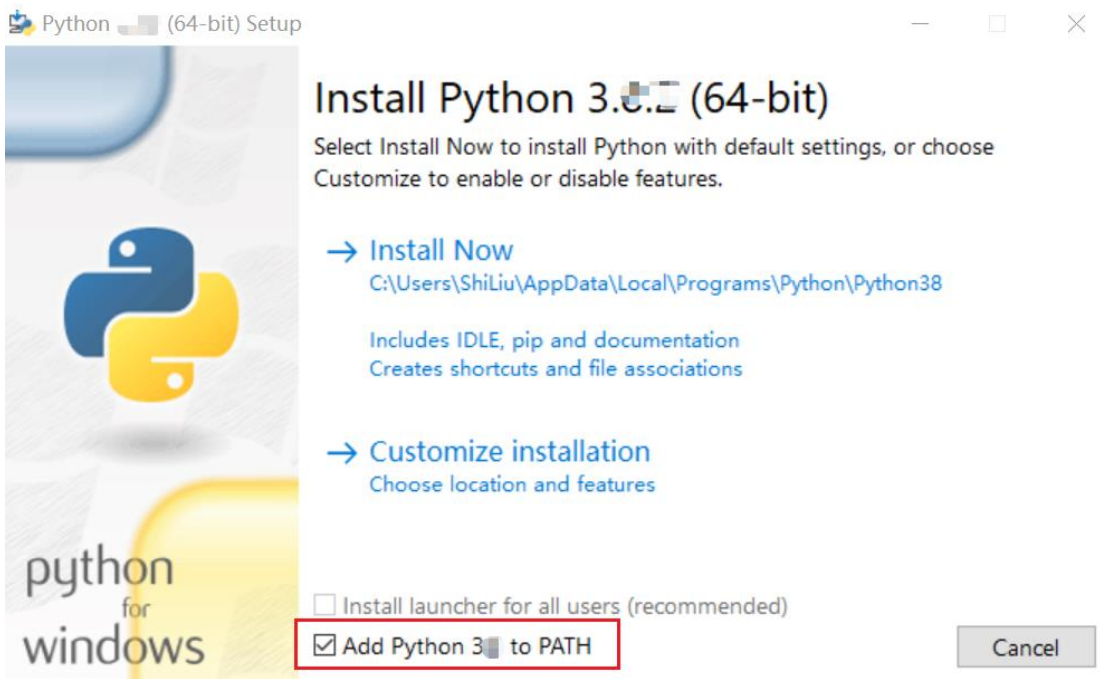 Python (64-bit) Setup
Install Python 3. (64-bit)
Select Install Now to install Python with default settings, or choose
Customize to enable or disable features.
→ Install Now
C:\Users\ShiLiu\AppData\Local\Programs\Python\Python38
Includes IDLE, pip and documentation
Creates shortcuts and file associations
→ Customize installation
Choose location and features
python
for
windows
Install launcher for all users (recommended)
Add Python 3 to PATH
Cancel